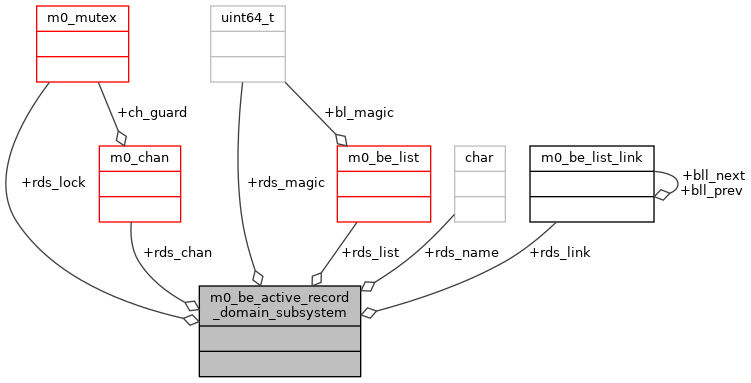 m0_mutex
uint64_t
+ch_guard
+bl_magic
m0_chan
m0_be_list
char
m0_be_list_link
+bll_next
+bll_prev
+rds_lock
+rds_magic
+rds_chan
+rds_list
+rds_name
+rds_link
m0_be_active_record
_domain_subsystem